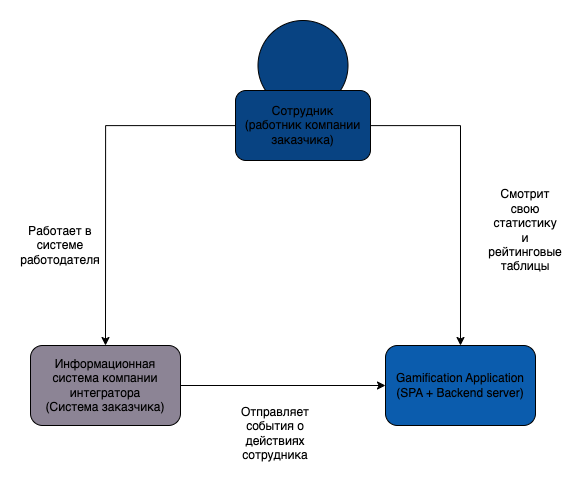 Сотрудник
(работник компании
заказчика)
Работает в
системе
работодателя
Смотрит
свою
статистику
и
рейтинговые
таблицы
Информационная
система компании
интегратора
(Система заказчика)
Gamification Application
(SPA + Backend server)
Отправляет
события о
действиях
сотрудника